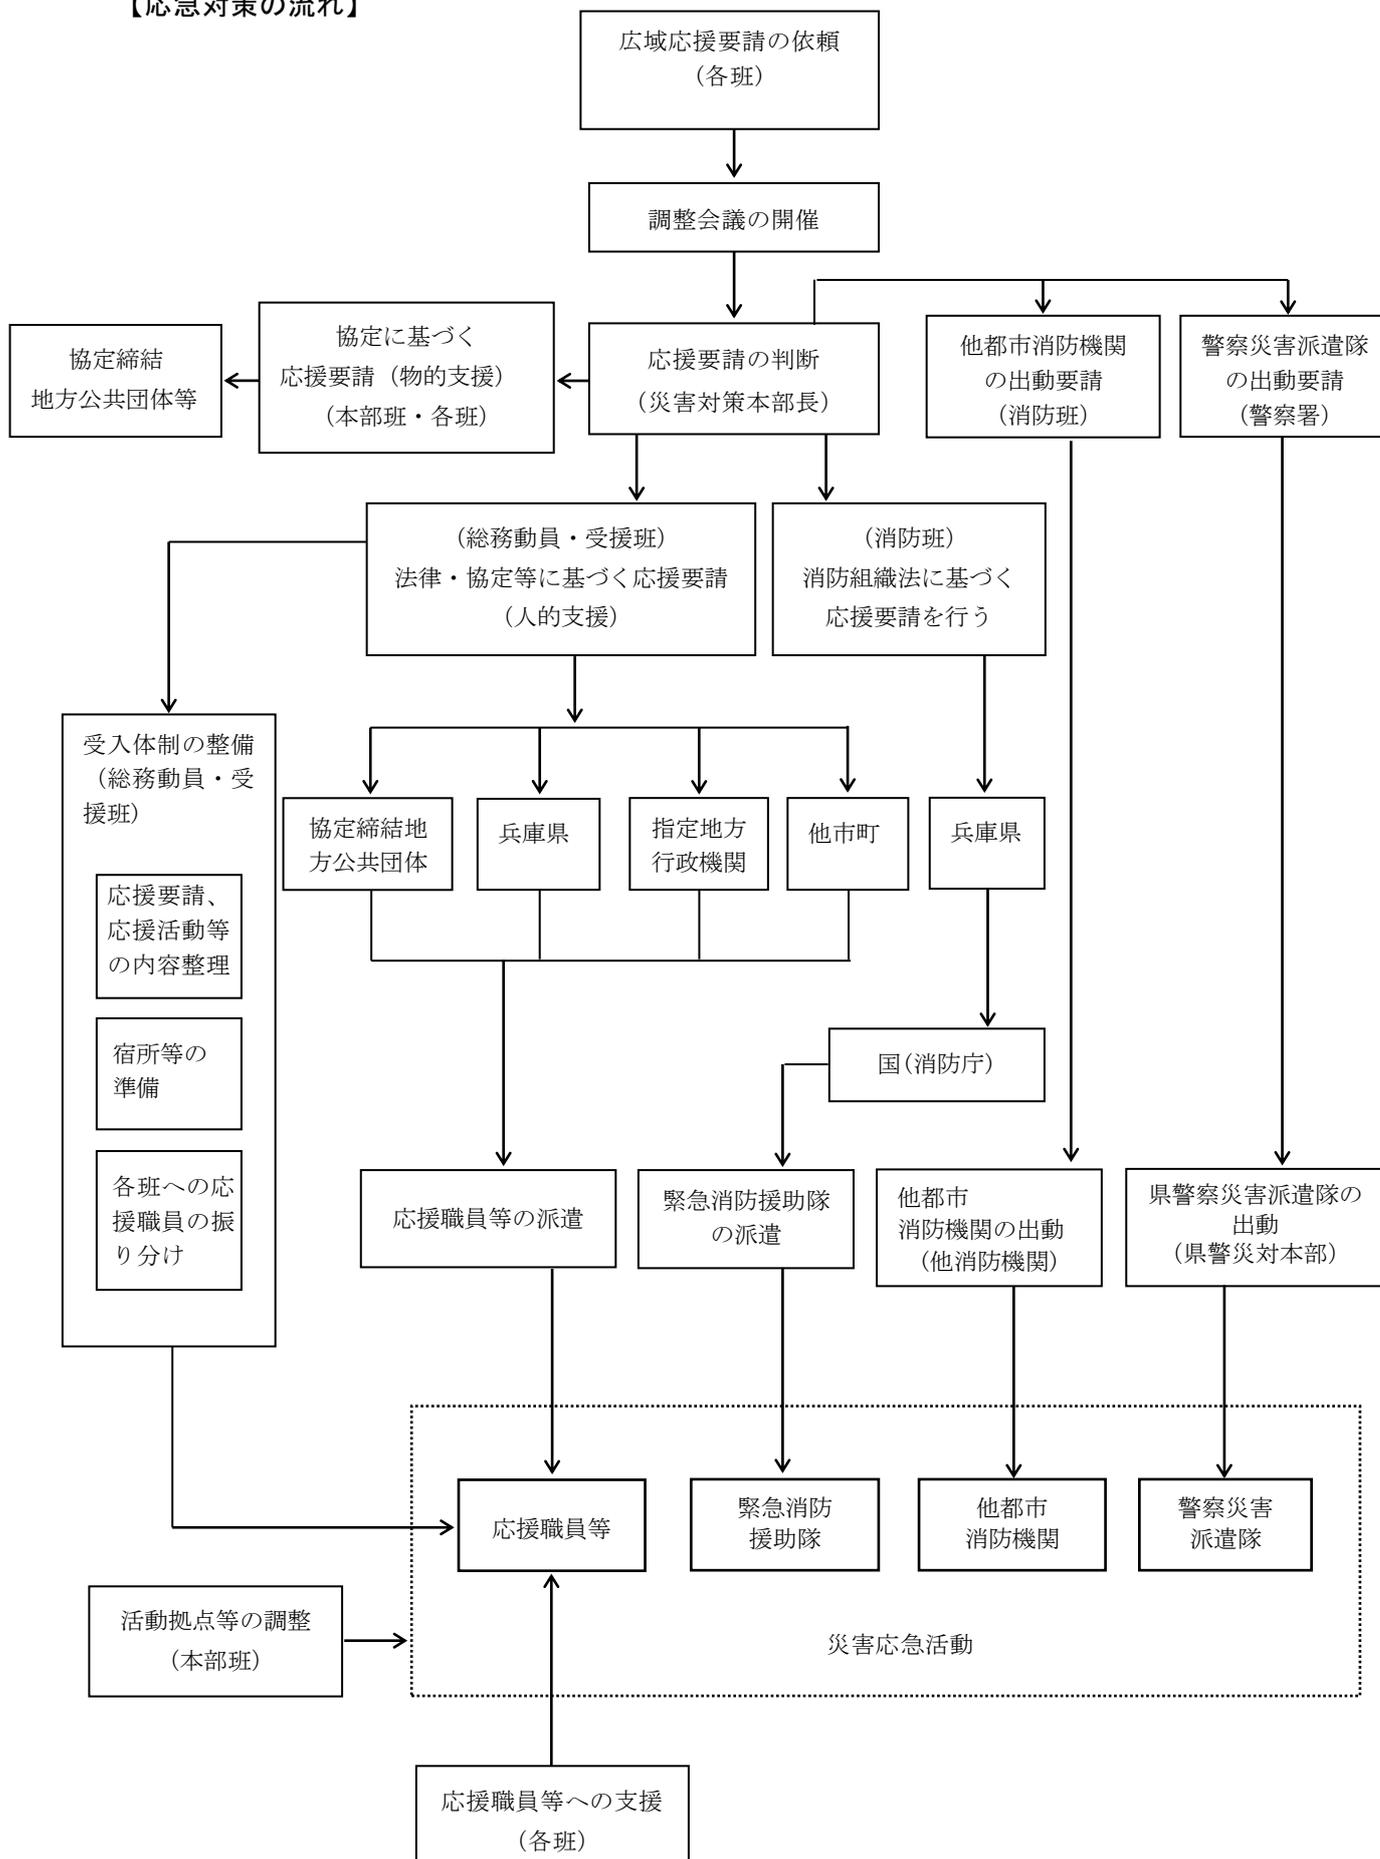 【応急対策の流れ】
広域応援要請の依頼
（各班）
調整会議の開催
協定締結
地方公共団体等
協定に基づく
応援要請（物的支援）
（本部班・各班）
応援要請の判断
（災害対策本部長）
他都市消防機関
の出動要請
（消防班）
警察災害派遣隊
の出動要請
（警察署）
（総務動員・受援班）
法律・協定等に基づく応援要請
（人的支援）
（消防班）
消防組織法に基づく
応援要請を行う
受入体制の整備
（総務動員・受
援班）
応援要請、
応援活動等
の内容整理
宿所等の
準備
各班への応
援職員の振
り分け
協定締結地
方公共団体
兵庫県
指定地方
行政機関
他市町
兵庫県
国（消防庁）
応援職員等の派遣
緊急消防援助隊
の派遣
他都市
消防機関の出動
（他消防機関）
県警察災害派遣隊の
出動
（県警災対本部）
応援職員等
緊急消防
援助隊
他都市
消防機関
警察災害
派遣隊
活動拠点等の調整
（本部班）
災害応急活動
応援職員等への支援
（各班）